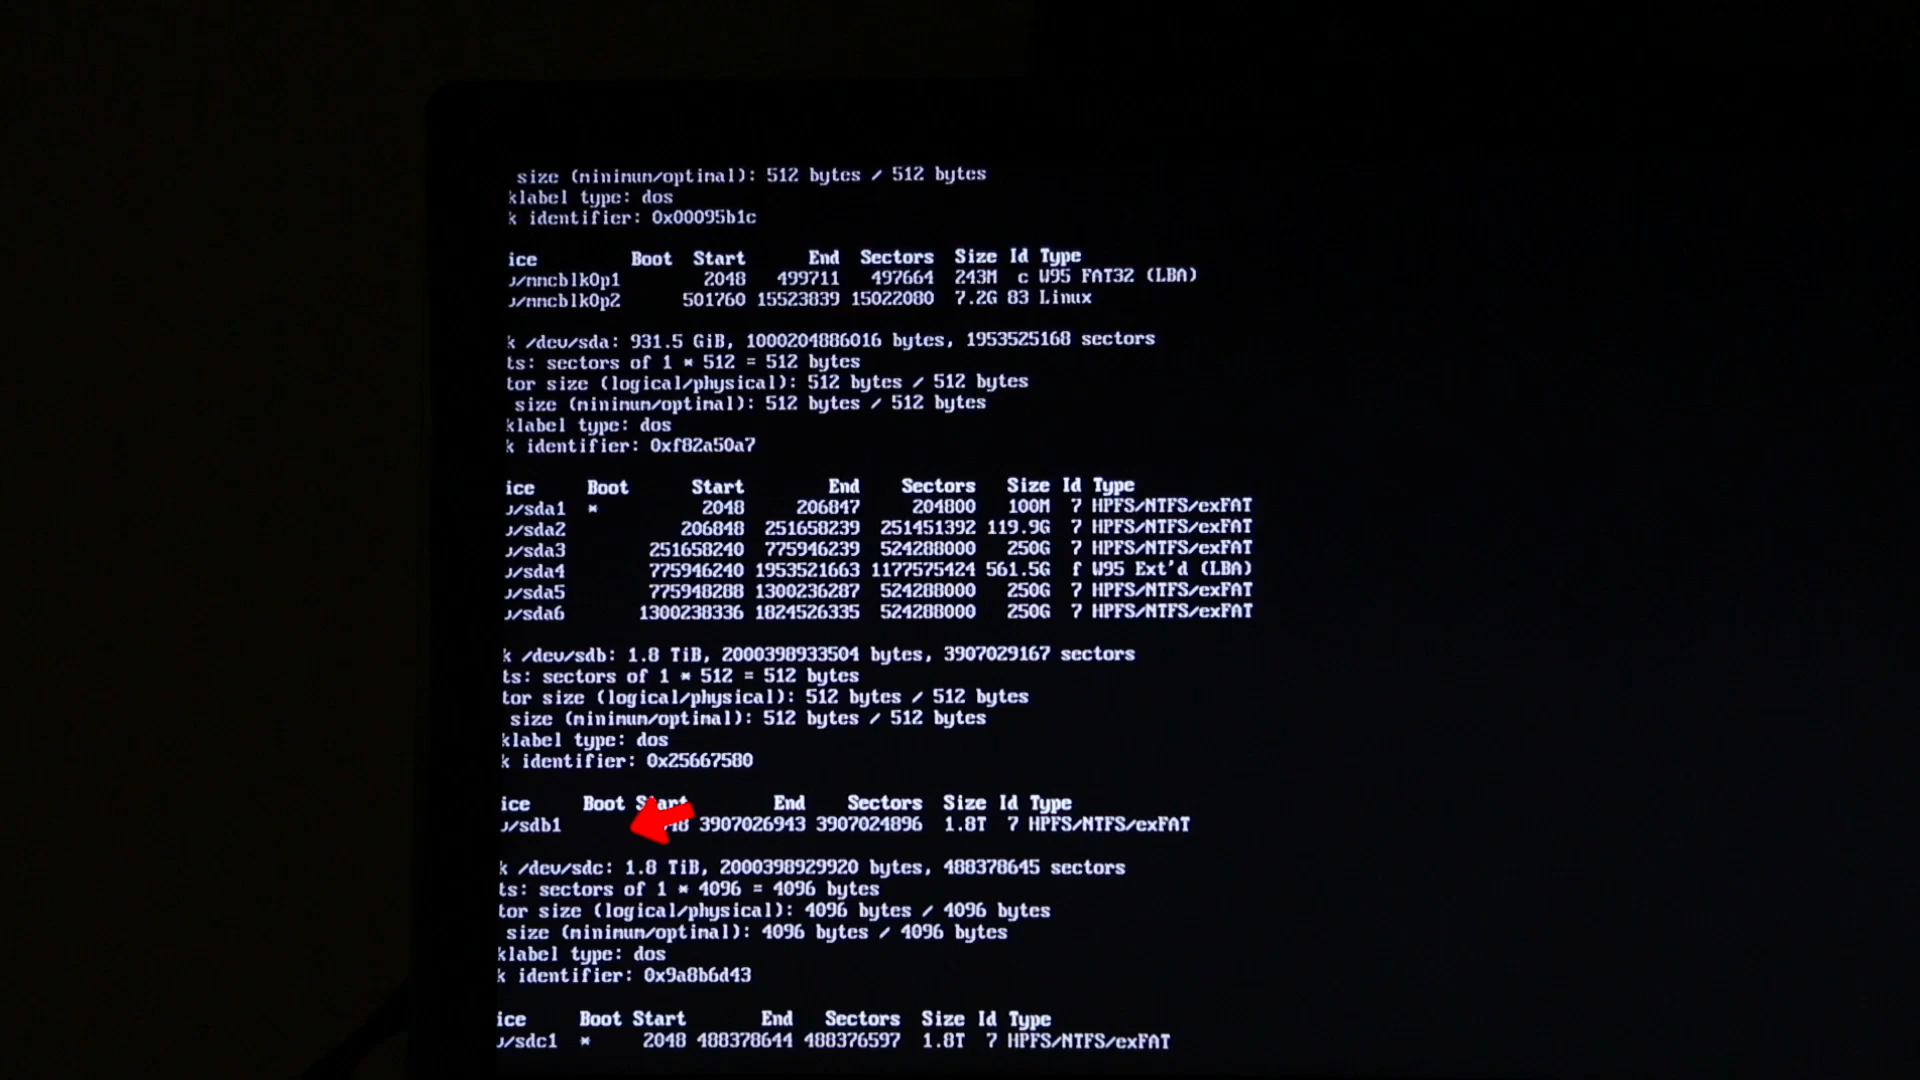 size (minimum/optimal): 512 bytes / 512 bytes
klabel type: dos
k identifier: 0x00095b1c
ice Boot Start End Sectors Size Id Type
v/mmcblk0p1 2048 499711 497664 243M c W95 FAT32 (LBA)
v/mmcblk0p2 501760 15523839 15022080 7.2G 83 Linux
k /dev/sda: 931.5 GiB, 1000204886016 bytes, 1953525168 sectors
ts: sectors of 1 * 512 = 512 bytes
tor size (logical/physical): 512 bytes / 512 bytes
size (minimum/optimal): 512 bytes / 512 bytes
klabel type: dos
k identifier: 0xf82a50a7
ice Boot Start End Sectors Size Id Type
v/sda1 * 2048 206847 204800 100M 7 HPFS/NTFS/exFAT
v/sda2 206848 251658239 251451392 119.9G 7 HPFS/NTFS/exFAT
v/sda3 251658240 775946239 524288000 250G 7 HPFS/NTFS/exFAT
v/sda4 775946240 1953521663 1177575424 561.5G f W95 Ext'd (LBA)
v/sda5 775948288 1300236287 524288000 250G 7 HPFS/NTFS/exFAT
v/sda6 1300238336 1824526335 524288000 250G 7 HPFS/NTFS/exFAT
k /dev/sdb: 1.8 TiB, 2000398933504 bytes, 3907029167 sectors
ts: sectors of 1 * 512 = 512 bytes
tor size (logical/physical): 512 bytes / 512 bytes
size (minimum/optimal): 512 bytes / 512 bytes
klabel type: dos
k identifier: 0x25667580
ice Boot Start End Sectors Size Id Type
v/sdb1 48 3907026943 3907024896 1.8T 7 HPFS/NTFS/exFAT
k /dev/sdc: 1.8 TiB, 2000398929920 bytes, 488378645 sectors
ts: sectors of 1 * 4096 = 4096 bytes
tor size (logical/physical): 4096 bytes / 4096 bytes
size (minimum/optimal): 4096 bytes / 4096 bytes
klabel type: dos
k identifier: 0x9a8b6d43
ice Boot Start End Sectors Size Id Type
v/sdc1 * 2048 488378644 488376597 1.8T 7 HPFS/NTFS/exFAT